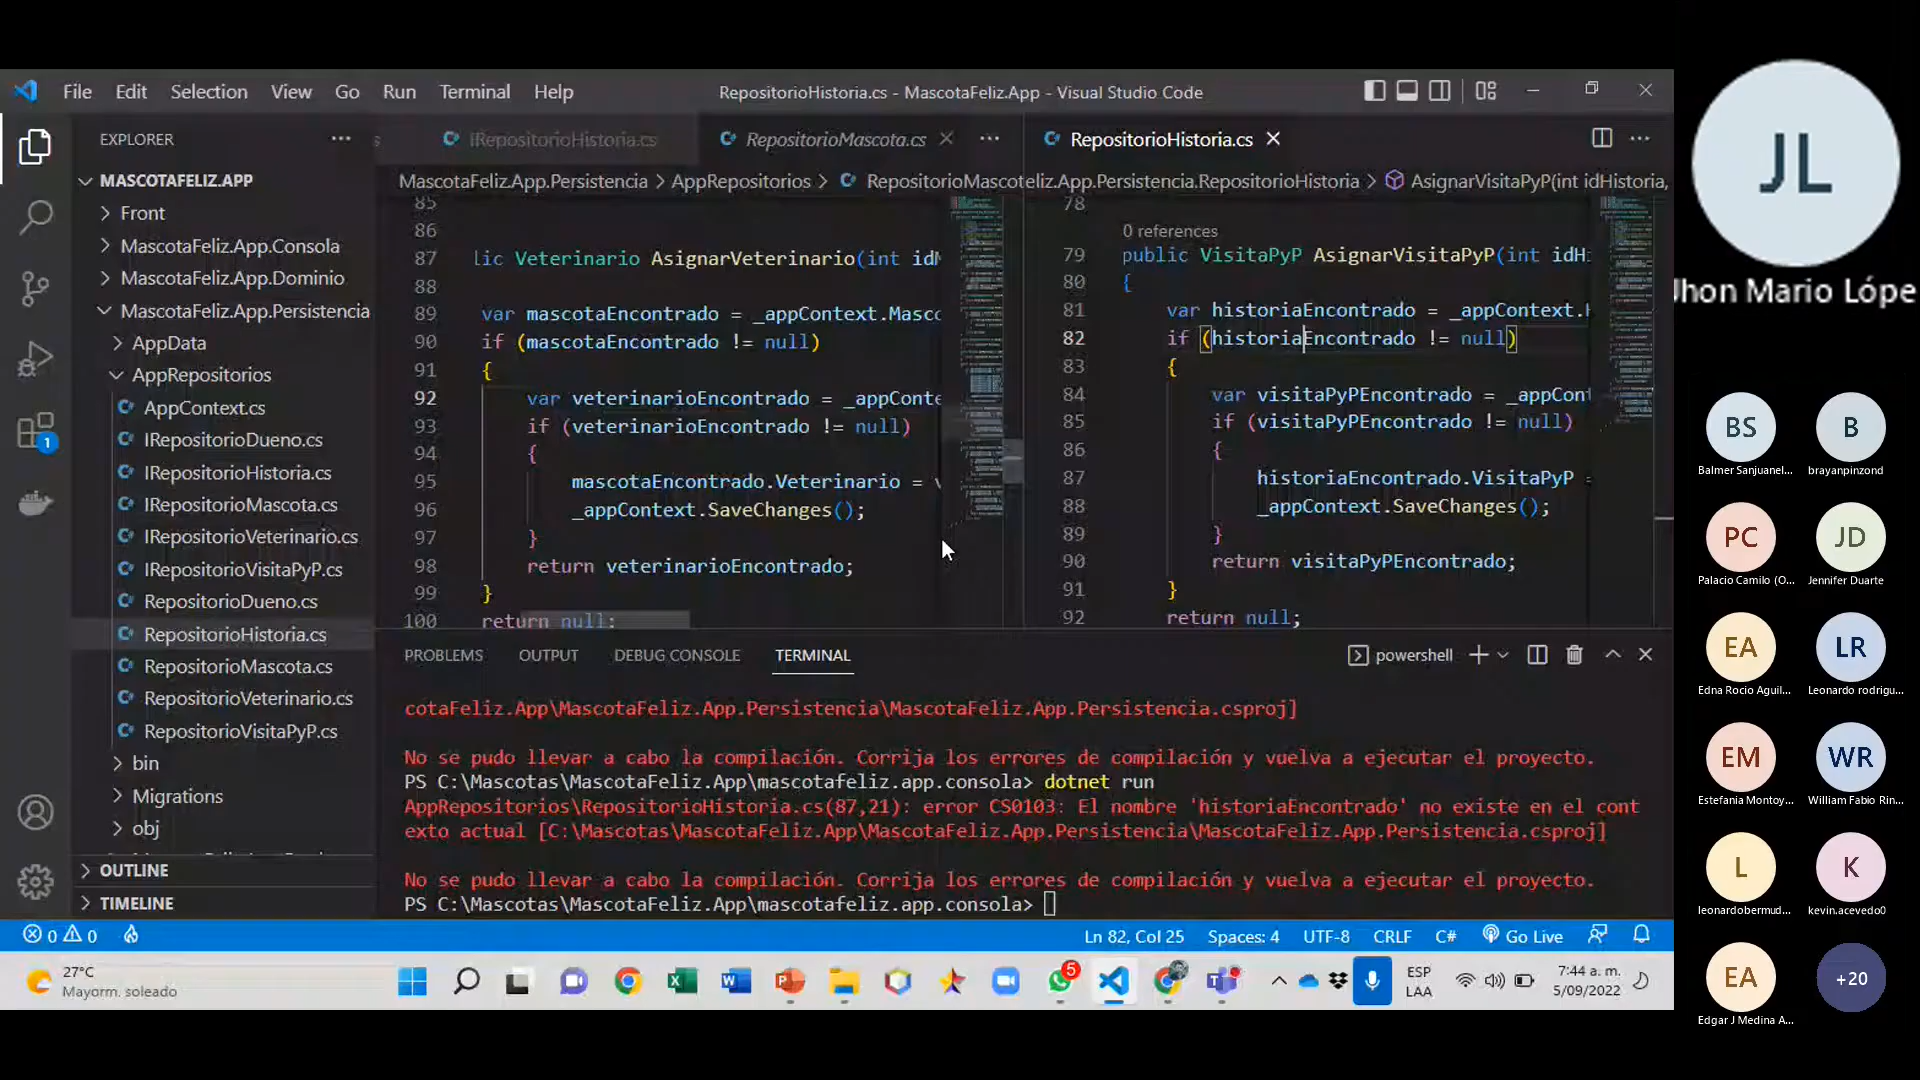 File Edit Selection View Go Run Terminal Help
RepositorioHistoria.cs - MascotaFeliz.App - Visual Studio Code
EXPLORER
MASCOTAFELIZ.APP
Front
MascotaFeliz.App.Consola
MascotaFeliz.App.Dominio
MascotaFeliz.App.Persistencia
AppData
AppRepositorios
AppContext.cs
IRepositorioDueno.cs
IRepositorioHistoria.cs
IRepositorioMascota.cs
IRepositorioVeterinario.cs
IRepositorioVisitaPyP.cs
RepositorioDueno.cs
RepositorioHistoria.cs
RepositorioMascota.cs
RepositorioVeterinario.cs
RepositorioVisitaPyP.cs
bin
Migrations
obj
OUTLINE
TIMELINE
1
s IRepositorioHistoria.cs RepositorioMascota.cs
MascotaFeliz.App.Persistencia > AppRepositorios > RepositorioMascot
85
86
87 lic Veterinario AsignarVeterinario(int idM
88
89 var mascotaEncontrado = _appContext.Masco
90 if (mascotaEncontrado != null)
91 {
92 var veterinarioEncontrado = _appConte
93 if (veterinarioEncontrado != null)
94 {
95 mascotaEncontrado.Veterinario = v
96 _appContext.SaveChanges();
97 }
98 return veterinarioEncontrado;
99 }
100 return null;
RepositorioHistoria.cs
eliz.App.Persistencia.RepositorioHistoria > AsignarVisitaPyP(int idHistoria,
78
0 references
79 public VisitaPyP AsignarVisitaPyP(int idHi
80 {
81 var historiaEncontrado = _appContext.H
82 if (historiaEncontrado != null)
83 {
84 var visitaPyPEncontrado = _appCont
85 if (visitaPyPEncontrado != null)
86 {
87 historiaEncontrado.VisitaPyP =
88 _appContext.SaveChanges();
89 }
90 return visitaPyPEncontrado;
91 }
92 return null;
PROBLEMS OUTPUT DEBUG CONSOLE TERMINAL
powershell
cotaFeliz.App\MascotaFeliz.App.Persistencia\MascotaFeliz.App.Persistencia.csproj]
No se pudo llevar a cabo la compilación. Corrija los errores de compilación y vuelva a ejecutar el proyecto.
PS C:\Mascotas\MascotaFeliz.App\mascotafeliz.app.consola> dotnet run
AppRepositorios\RepositorioHistoria.cs(87,21): error CS0103: El nombre 'historiaEncontrado' no existe en el cont
exto actual [C:\Mascotas\MascotaFeliz.App\MascotaFeliz.App.Persistencia\MascotaFeliz.App.Persistencia.csproj]
No se pudo llevar a cabo la compilación. Corrija los errores de compilación y vuelva a ejecutar el proyecto.
PS C:\Mascotas\MascotaFeliz.App\mascotafeliz.app.consola>
0 0
Ln 82, Col 25 Spaces: 4 UTF-8 CRLF C# Go Live
27°C
Mayorm. soleado
5
ESP
LAA
7:44 a. m.
5/09/2022
JL
Jhon Mario Lópe
BS B
Balmer Sanjuanel... brayanpinzond
PC JD
Palacio Camilo (O... Jennifer Duarte
EA LR
Edna Rocio Aguil... Leonardo rodrigu...
EM WR
Estefania Montoy... William Fabio Rin...
L K
leonardobermud... kevin.acevedo0
EA +20
Edgar J Medina A...